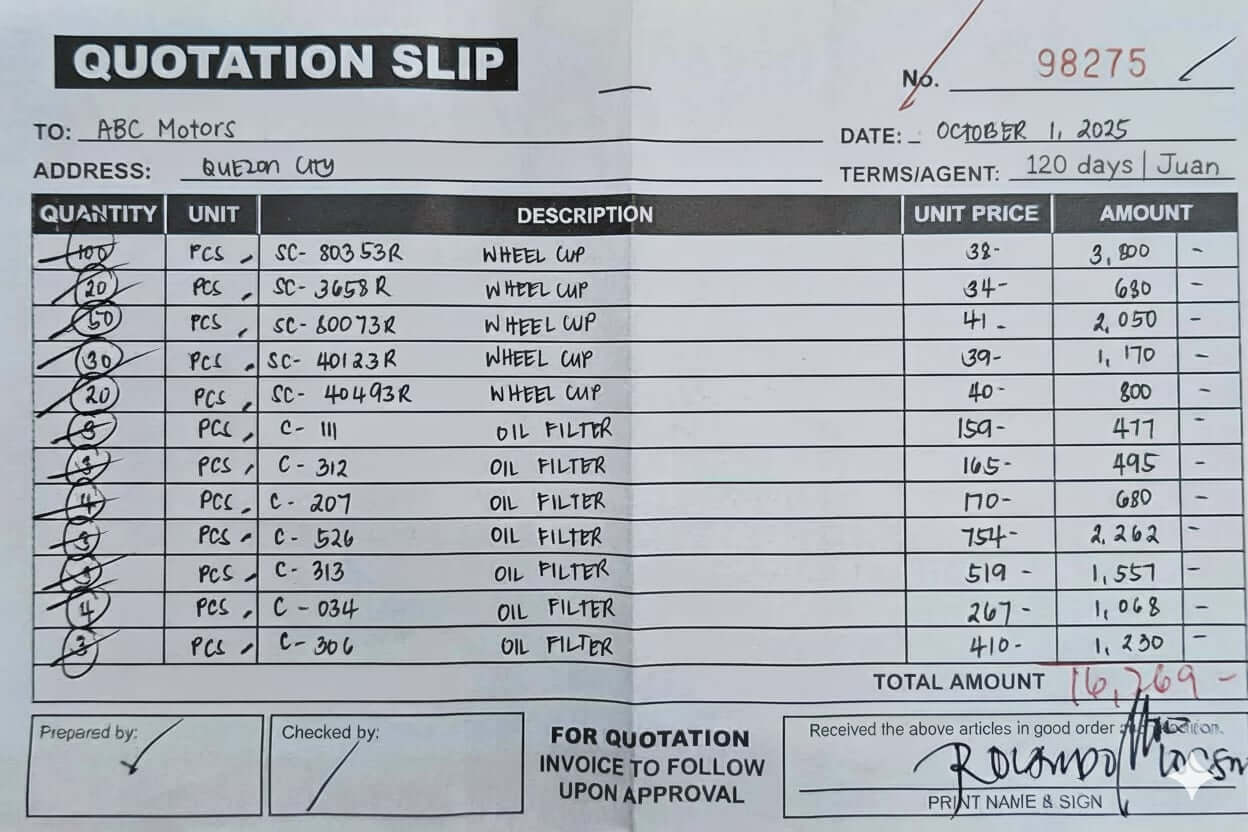 QUOTATION SLIP
No. 98275
TO: ABC Motors
DATE: OCTOBER 1, 2025
ADDRESS: QUEZON CITY
TERMS/AGENT: 120 days | Juan
QUANTITY UNIT DESCRIPTION UNIT PRICE AMOUNT
100 PCS SC- 80353R WHEEL CUP 38- 3,800 -
20 PCS SC- 3658R WHEEL CUP 34- 680 -
50 PCS SC- 80073R WHEEL CUP 41- 2,050 -
30 PCS SC- 40123R WHEEL CUP 39- 1,170 -
20 PCS SC- 40493R WHEEL CUP 40- 800 -
3 PCS C- 111 OIL FILTER 159- 477 -
3 PCS C- 312 OIL FILTER 165- 495 -
4 PCS C- 207 OIL FILTER 170- 680 -
3 PCS C- 526 OIL FILTER 754- 2,262 -
3 PCS C- 313 OIL FILTER 519- 1,557 -
4 PCS C- 034 OIL FILTER 267- 1,068 -
3 PCS C- 306 OIL FILTER 410- 1,230 -
TOTAL AMOUNT 16,269 -
Prepared by:
Checked by:
FOR QUOTATION
INVOICE TO FOLLOW
UPON APPROVAL
Received the above articles in good order
ROLANDO
PRINT NAME & SIGN